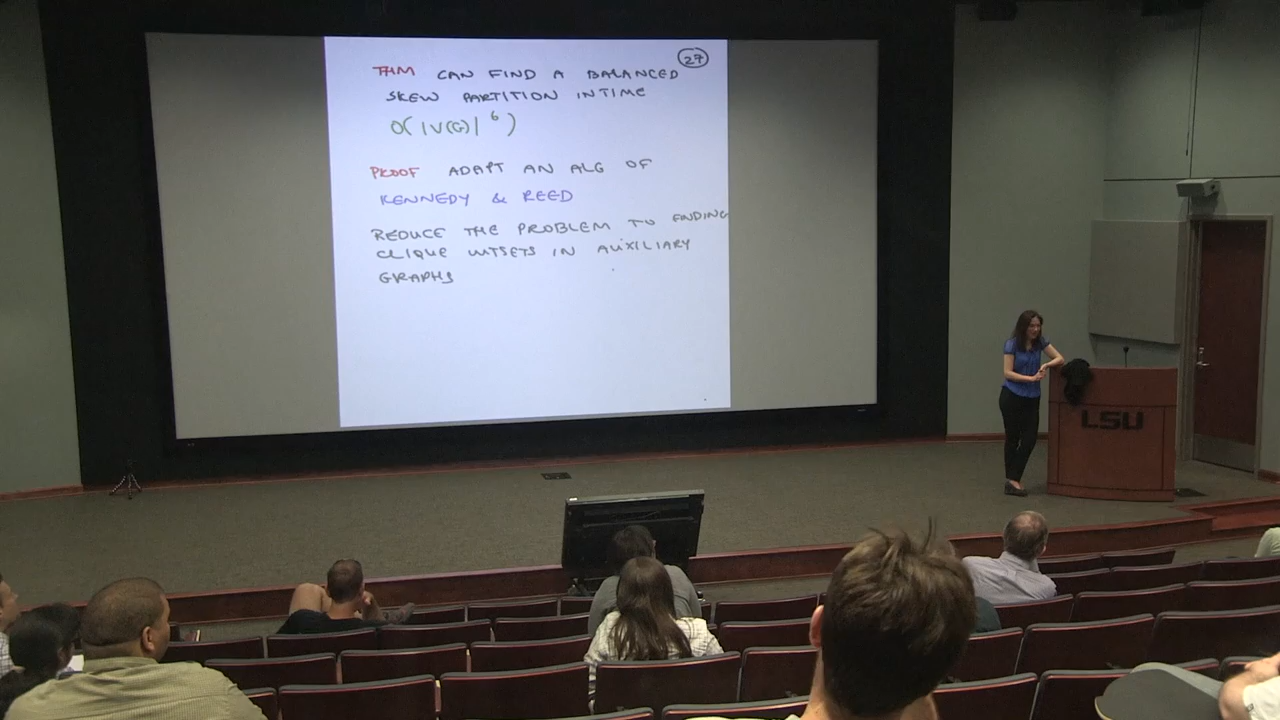 27
THM CAN FIND A BALANCED
SKEW PARTITION IN TIME
O(|V(G)|^6)
PROOF ADAPT AN ALG OF
KENNEDY & REED
REDUCE THE PROBLEM TO FINDING
CLIQUE CUTSETS IN AUXILIARY
GRAPHS
LSU